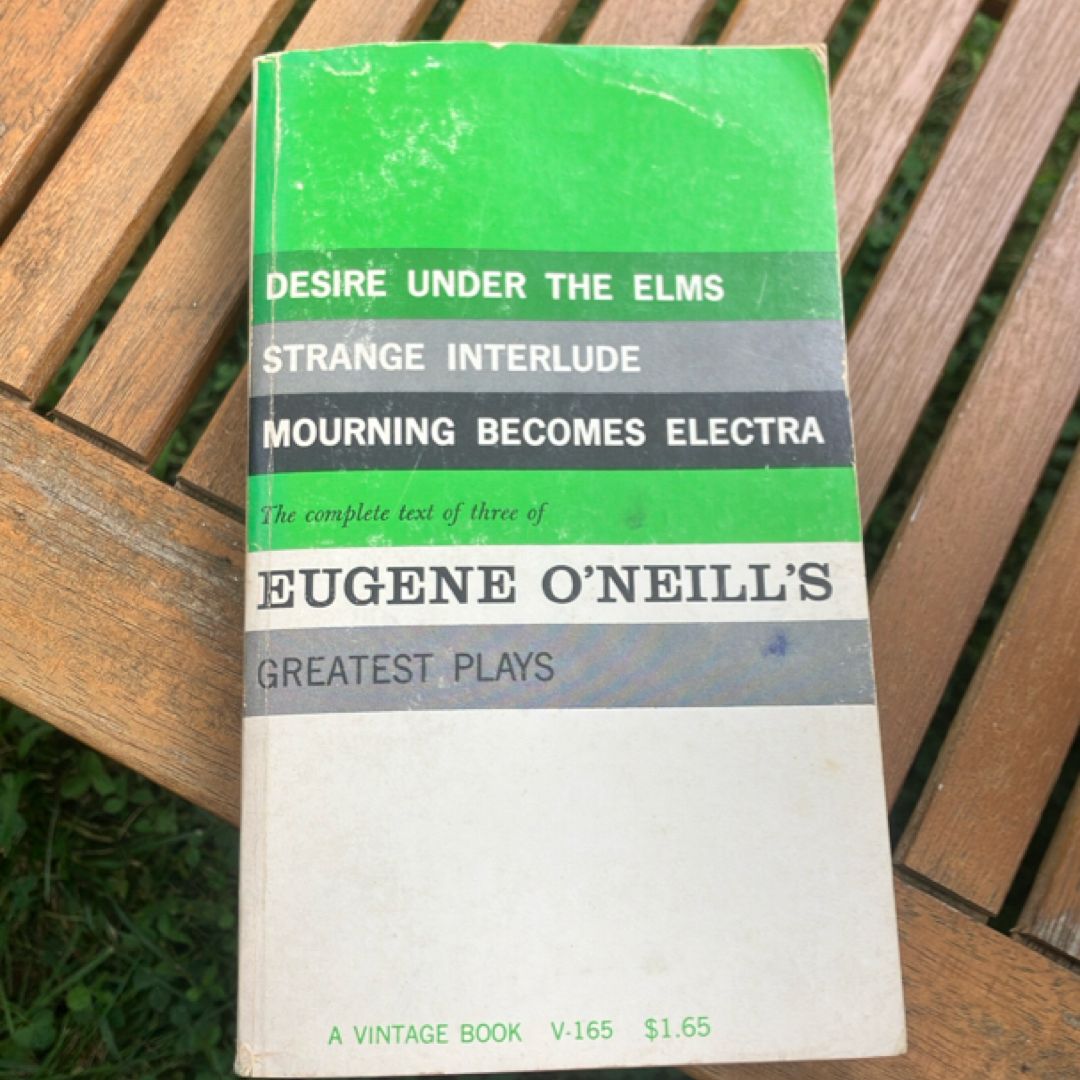 DESIRE UNDER THE ELMS
STRANGE INTERLUDE
MOURNING BECOMES ELECTRA
The complete text of three of
EUGENE O'NEILL'S
GREATEST PLAYS
A VINTAGE BOOK V-165 $1.65